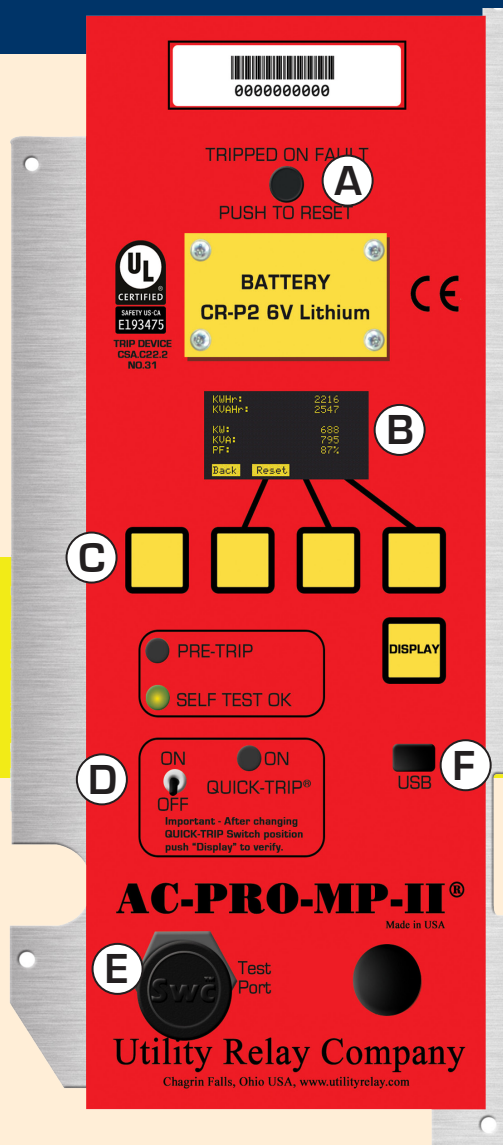 0000000000
TRIPPED ON FAULT
A
PUSH TO RESET
UL
®
CERTIFIED
SAFETY US·CA
E193475
TRIP DEVICE
CSA.C22.2
NO.31
BATTERY
CR-P2 6V Lithium
CE
KWHr: 2216
KVAHr: 2547
KW: 688
KVA: 795
PF: 87%
Back Reset
B
C
DISPLAY
PRE-TRIP
SELF TEST OK
D
ON ON
OFF QUICK-TRIP®
Important - After changing
QUICK-TRIP Switch position
push "Display" to verify.
F
USB
AC-PRO-MP-II®
Made in USA
E
Swc
Test
Port
Utility Relay Company
Chagrin Falls, Ohio USA, www.utilityrelay.com